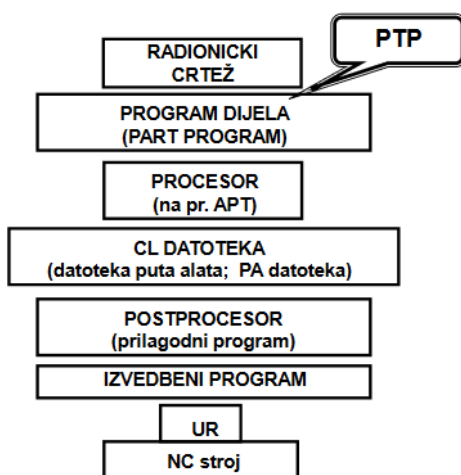 PTP
RADIONICKI
CRTEŽ
PROGRAM DIJELA
(PART PROGRAM)
PROCESOR
(na pr. APT)
CL DATOTEKA
(datoteka puta alata; PA datoteka)
POSTPROCESOR
(prilagodni program)
IZVEDBENI PROGRAM
UR
NC stroj